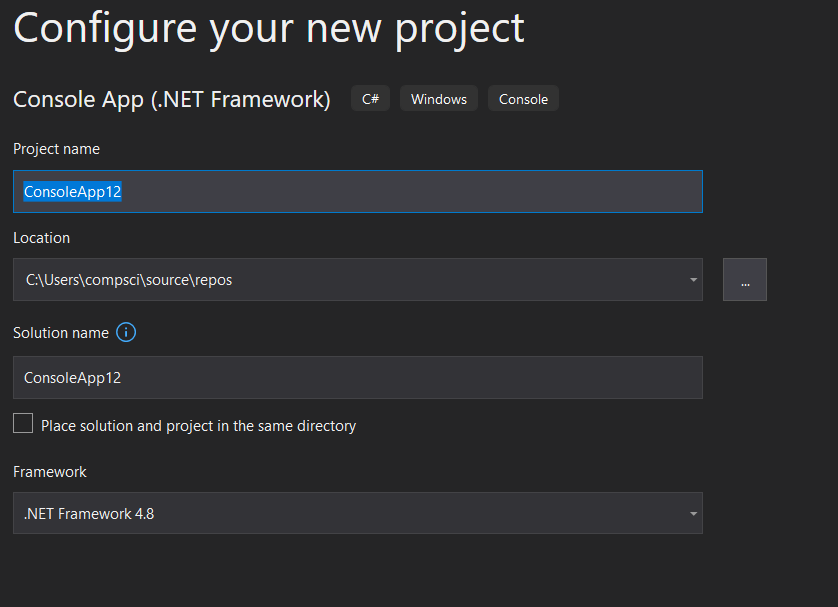 Configure your new project
Console App (.NET Framework) C# Windows Console
Project name
ConsoleApp12
Location
C:\Users\compsci\source\repos
...
Solution name
ConsoleApp12
Place solution and project in the same directory
Framework
.NET Framework 4.8